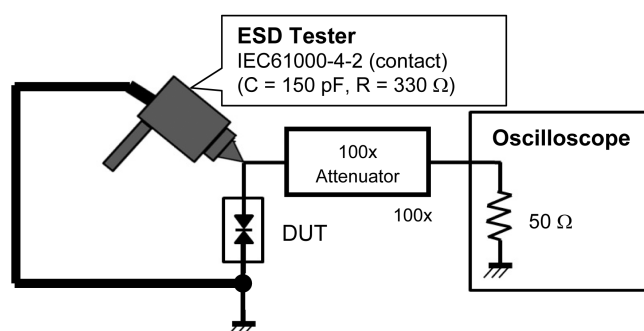 ESD Tester
IEC61000-4-2 (contact)
(C = 150 pF, R = 330 Ω)
Oscilloscope
100x
Attenuator
100x
50 Ω
DUT